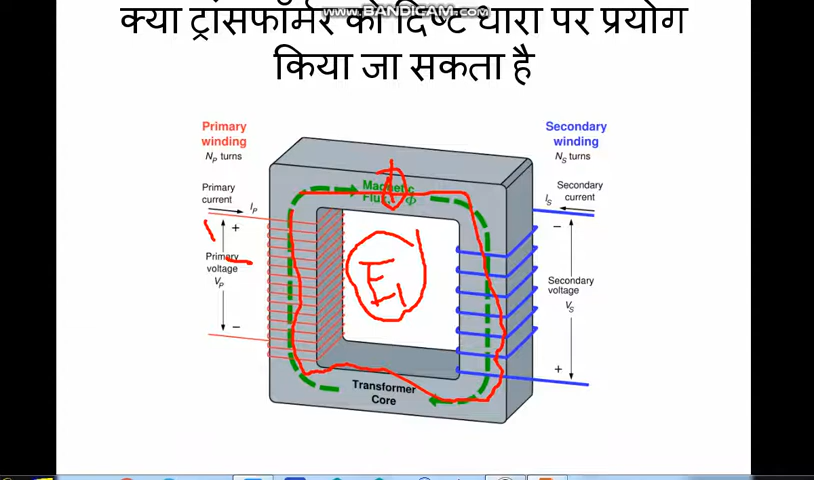 क्या ट्रांसफॉर्मर को दिष्ट धारा पर प्रयोग
www.BANDICAM.com
किया जा सकता है
Primary
winding
Nₚ turns
Secondary
winding
Nₛ turns
Primary
current
Iₚ
Magnetic
Flux, Φ
Iₛ
Secondary
current
+
−
Primary
voltage
Vₚ
E₁
Secondary
voltage
Vₛ
−
+
Transformer
Core